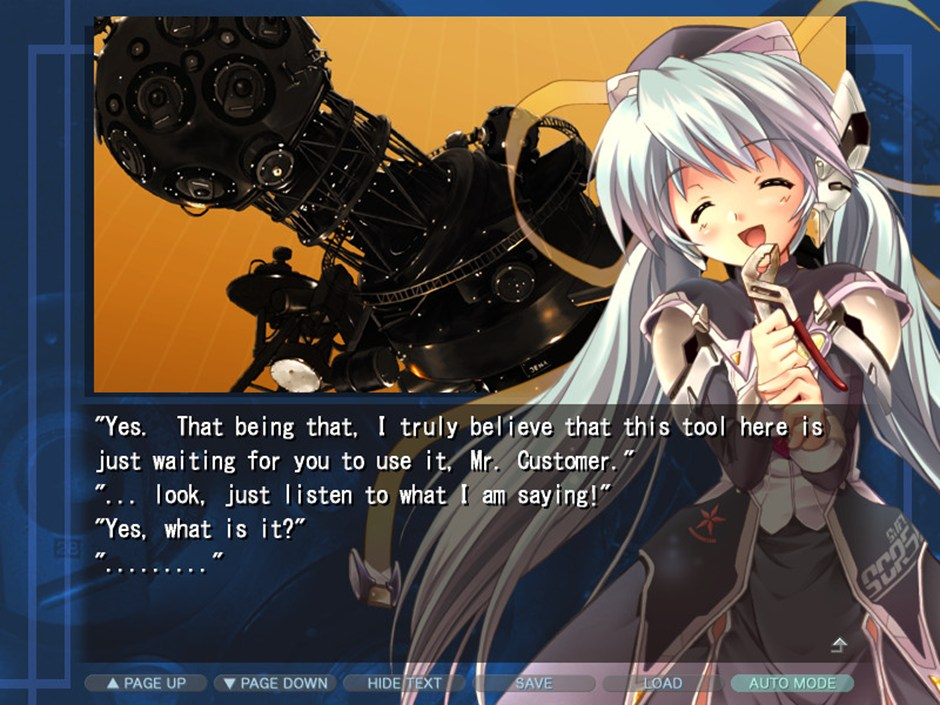 "Yes.  That being that, I truly believe that this tool here is
just waiting for you to use it, Mr. Customer."
"... look, just listen to what I am saying!"
"Yes, what is it?"
"........."
▲ PAGE UP
▼ PAGE DOWN
HIDE TEXT
SAVE
LOAD
AUTO MODE